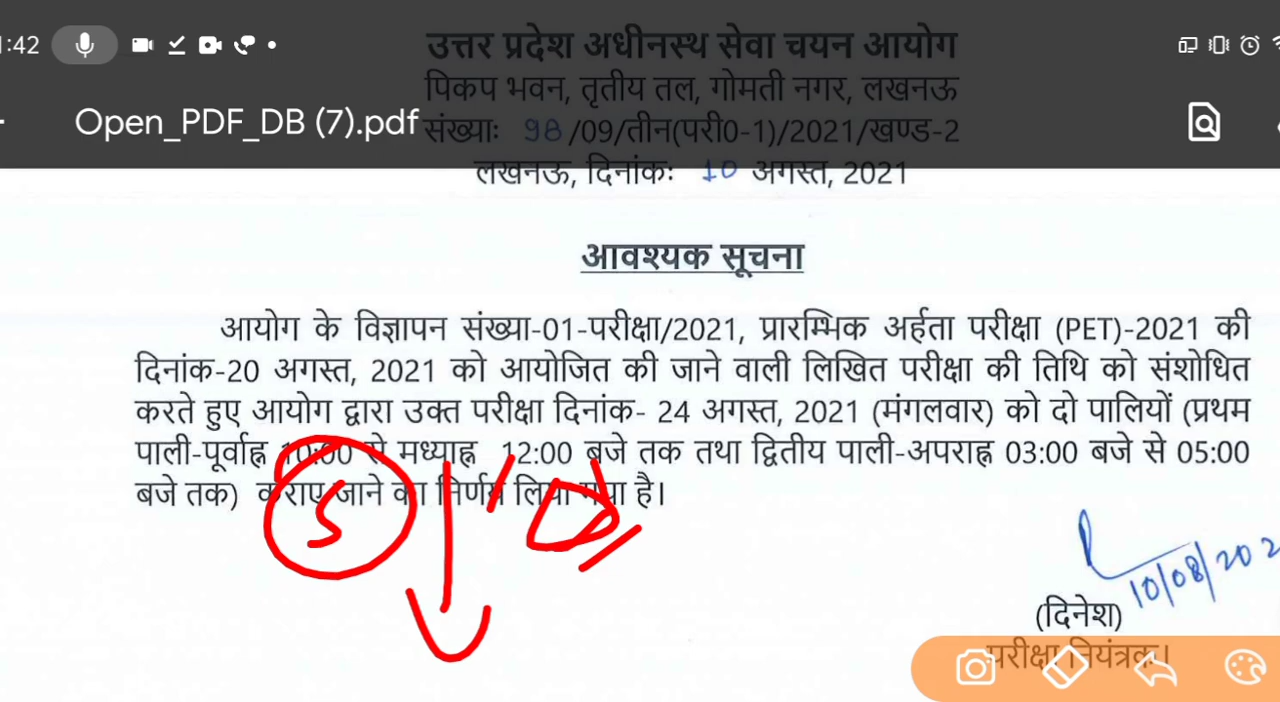 :42
उत्तर प्रदेश अधीनस्थ सेवा चयन आयोग
पिकप भवन, तृतीय तल, गोमती नगर, लखनऊ
Open_PDF_DB (7).pdf
संख्याः 98/09/तीन(परी0-1)/2021/खण्ड-2
लखनऊ, दिनांकः 10 अगस्त, 2021
आवश्यक सूचना
आयोग के विज्ञापन संख्या-01-परीक्षा/2021, प्रारम्भिक अर्हता परीक्षा (PET)-2021 की
दिनांक-20 अगस्त, 2021 को आयोजित की जाने वाली लिखित परीक्षा की तिथि को संशोधित
करते हुए आयोग द्वारा उक्त परीक्षा दिनांक- 24 अगस्त, 2021 (मंगलवार) को दो पालियों (प्रथम
पाली-पूर्वाह्न 10:00 से मध्याह्न 12:00 बजे तक तथा द्वितीय पाली-अपराह्न 03:00 बजे से 05:00
बजे तक) कराए जाने का निर्णय लिया गया है।
10/08/202
(दिनेश)
परीक्षा नियंत्रक।